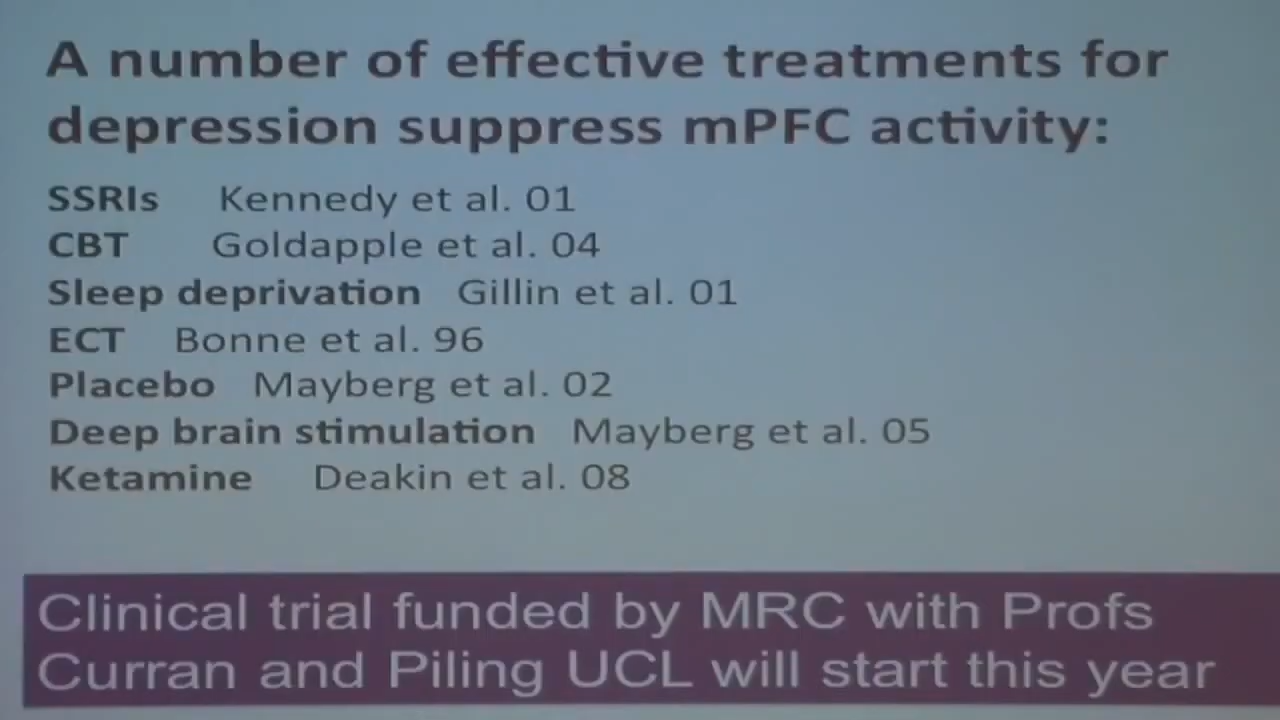 A number of effective treatments for
depression suppress mPFC activity:
SSRIs Kennedy et al. 01
CBT Goldapple et al. 04
Sleep deprivation Gillin et al. 01
ECT Bonne et al. 96
Placebo Mayberg et al. 02
Deep brain stimulation Mayberg et al. 05
Ketamine Deakin et al. 08
Clinical trial funded by MRC with Profs
Curran and Piling UCL will start this year